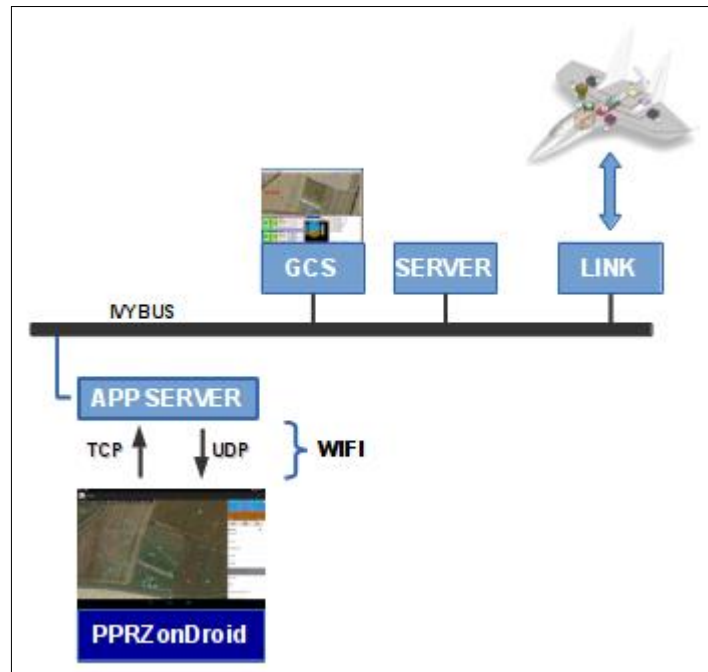 GCS
SERVER
LINK
IVYBUS
APP SERVER
TCP
UDP
WIFI
PPRZonDroid